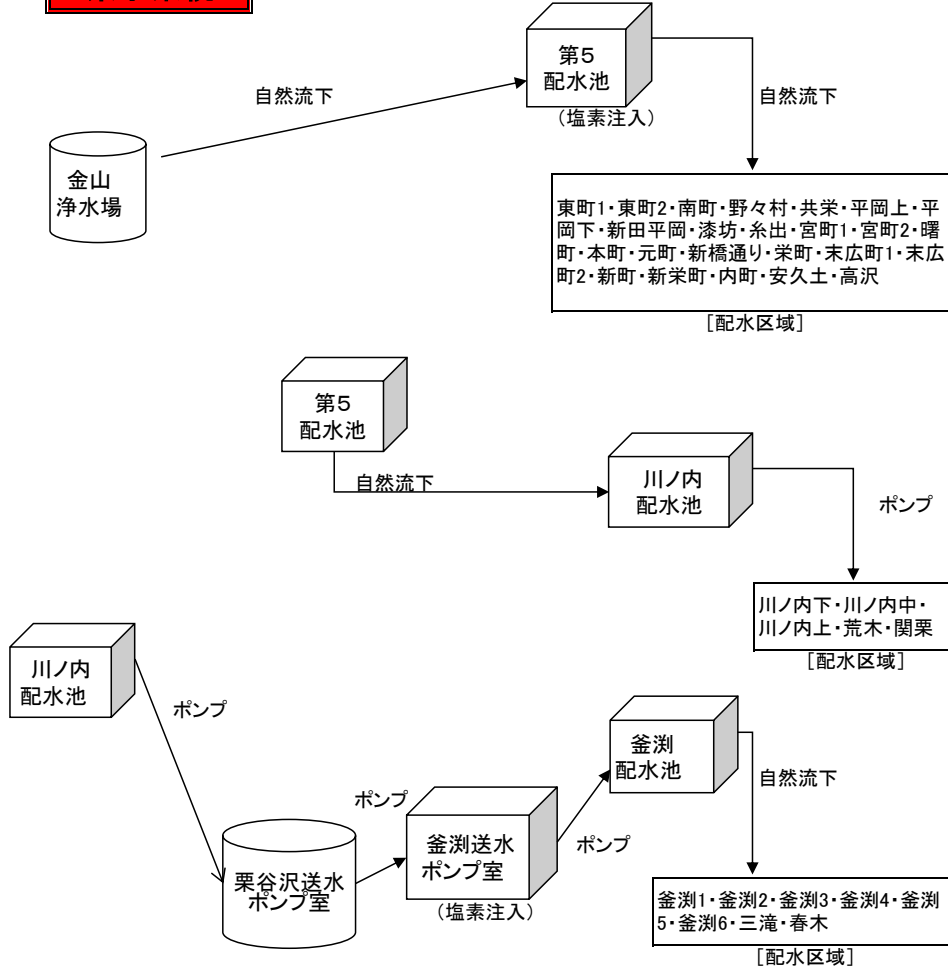 第5
配水池
(塩素注入)
自然流下
自然流下
金山
浄水場
東町1・東町2・南町・野々村・共栄・平岡上・平
岡下・新田平岡・漆坊・糸出・宮町1・宮町2・曙
町・本町・元町・新橋通り・栄町・末広町1・末広
町2・新町・新栄町・内町・安久土・高沢
[配水区域]
第5
配水池
自然流下
川ノ内
配水池
ポンプ
川ノ内下・川ノ内中・
川ノ内上・荒木・関栗
[配水区域]
川ノ内
配水池
ポンプ
栗谷沢送水
ポンプ室
ポンプ
釜渕送水
ポンプ室
(塩素注入)
ポンプ
釜渕
配水池
自然流下
釜渕1・釜渕2・釜渕3・釜渕4・釜渕
5・釜渕6・三滝・春木
[配水区域]